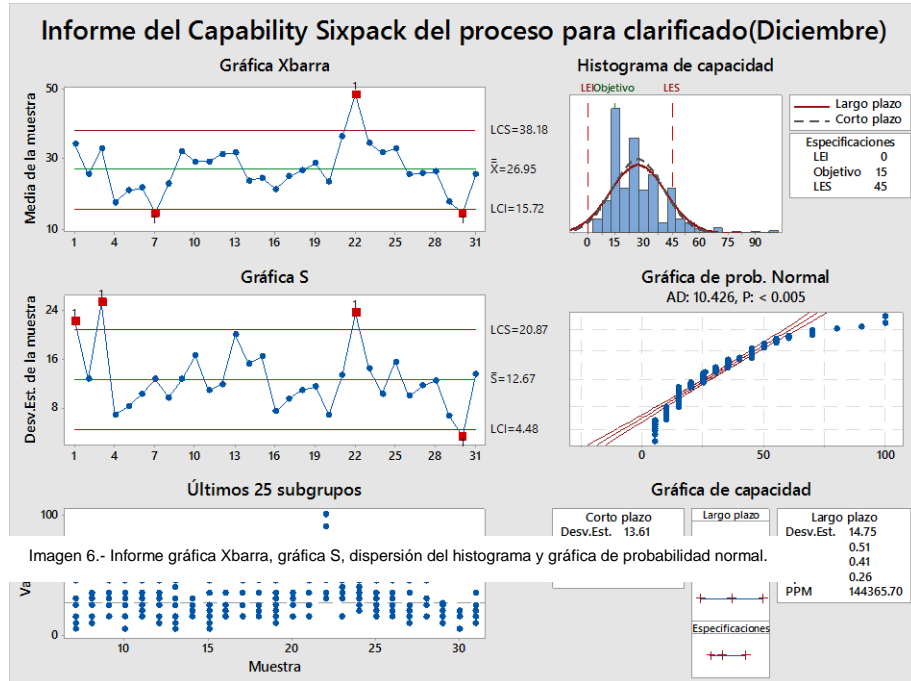 Informe del Capability Sixpack del proceso para clarificado(Diciembre)
Gráfica Xbarra
Media de la muestra
50
30
10
1
1
1
LCS=38.18
X=26.95
LCI=15.72
1 4 7 10 13 16 19 22 25 28 31
Histograma de capacidad
LEI Objetivo LES
0 15 30 45 60 75 90
Largo plazo
Corto plazo
Especificaciones
LEI 0
Objetivo 15
LES 45
Gráfica S
Desv.Est. de la muestra
24
16
8
1
1
1
1
LCS=20.87
S=12.67
LCI=4.48
1 4 7 10 13 16 19 22 25 28 31
Gráfica de prob. Normal
AD: 10.426, P: < 0.005
0 50 100
Últimos 25 subgrupos
100
0
Va
10 15 20 25 30
Muestra
Gráfica de capacidad
Corto plazo
Desv.Est. 13.61
Largo plazo
Especificaciones
Largo plazo
Desv.Est. 14.75
0.51
0.41
0.26
PPM 144365.70
Imagen 6.- Informe gráfica Xbarra, gráfica S, dispersión del histograma y gráfica de probabilidad normal.